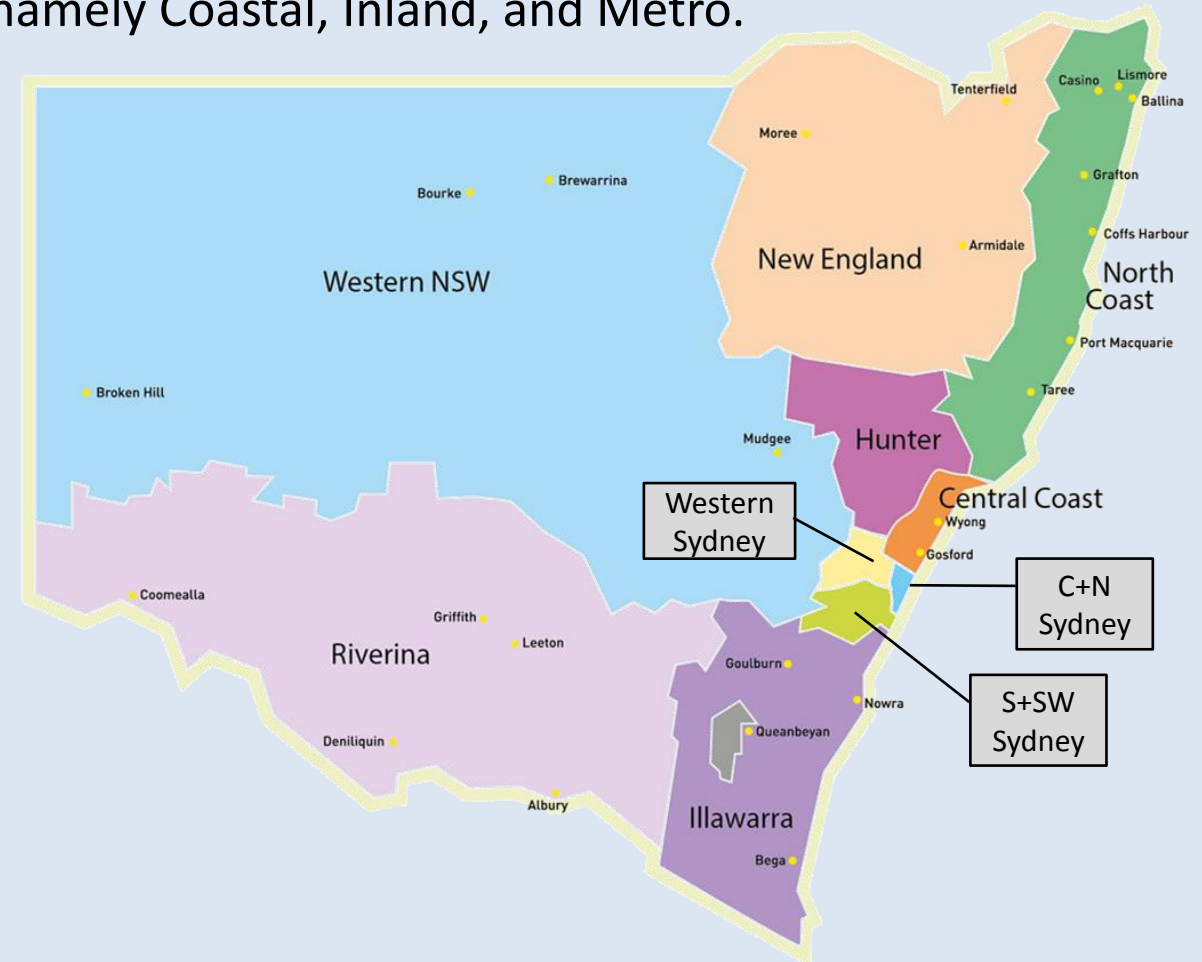 namely Coastal, Inland, and Metro.
Casino
Lismore
Ballina
Tenterfield
Moree
Brewarrina
Bourke
Grafton
Coffs Harbour
Armidale
New England
North
Coast
Western NSW
Port Macquarie
Broken Hill
Taree
Mudgee
Hunter
Western
Sydney
Central Coast
Wyong
Gosford
C+N
Sydney
Coomealla
Griffith
Leeton
Riverina
Goulburn
Nowra
S+SW
Sydney
Queanbeyan
Deniliquin
Albury
Illawarra
Bega